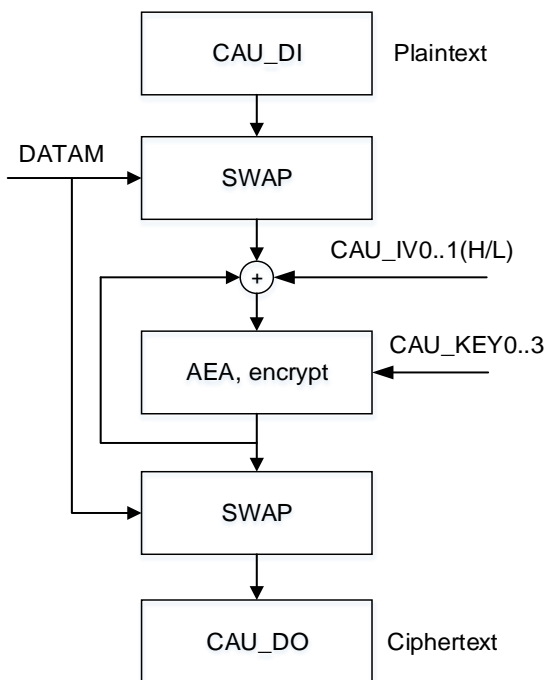 CAU_DI
Plaintext
DATAM
SWAP
CAU_IV0..1(H/L)
+
CAU_KEY0..3
AEA, encrypt
SWAP
CAU_DO
Ciphertext